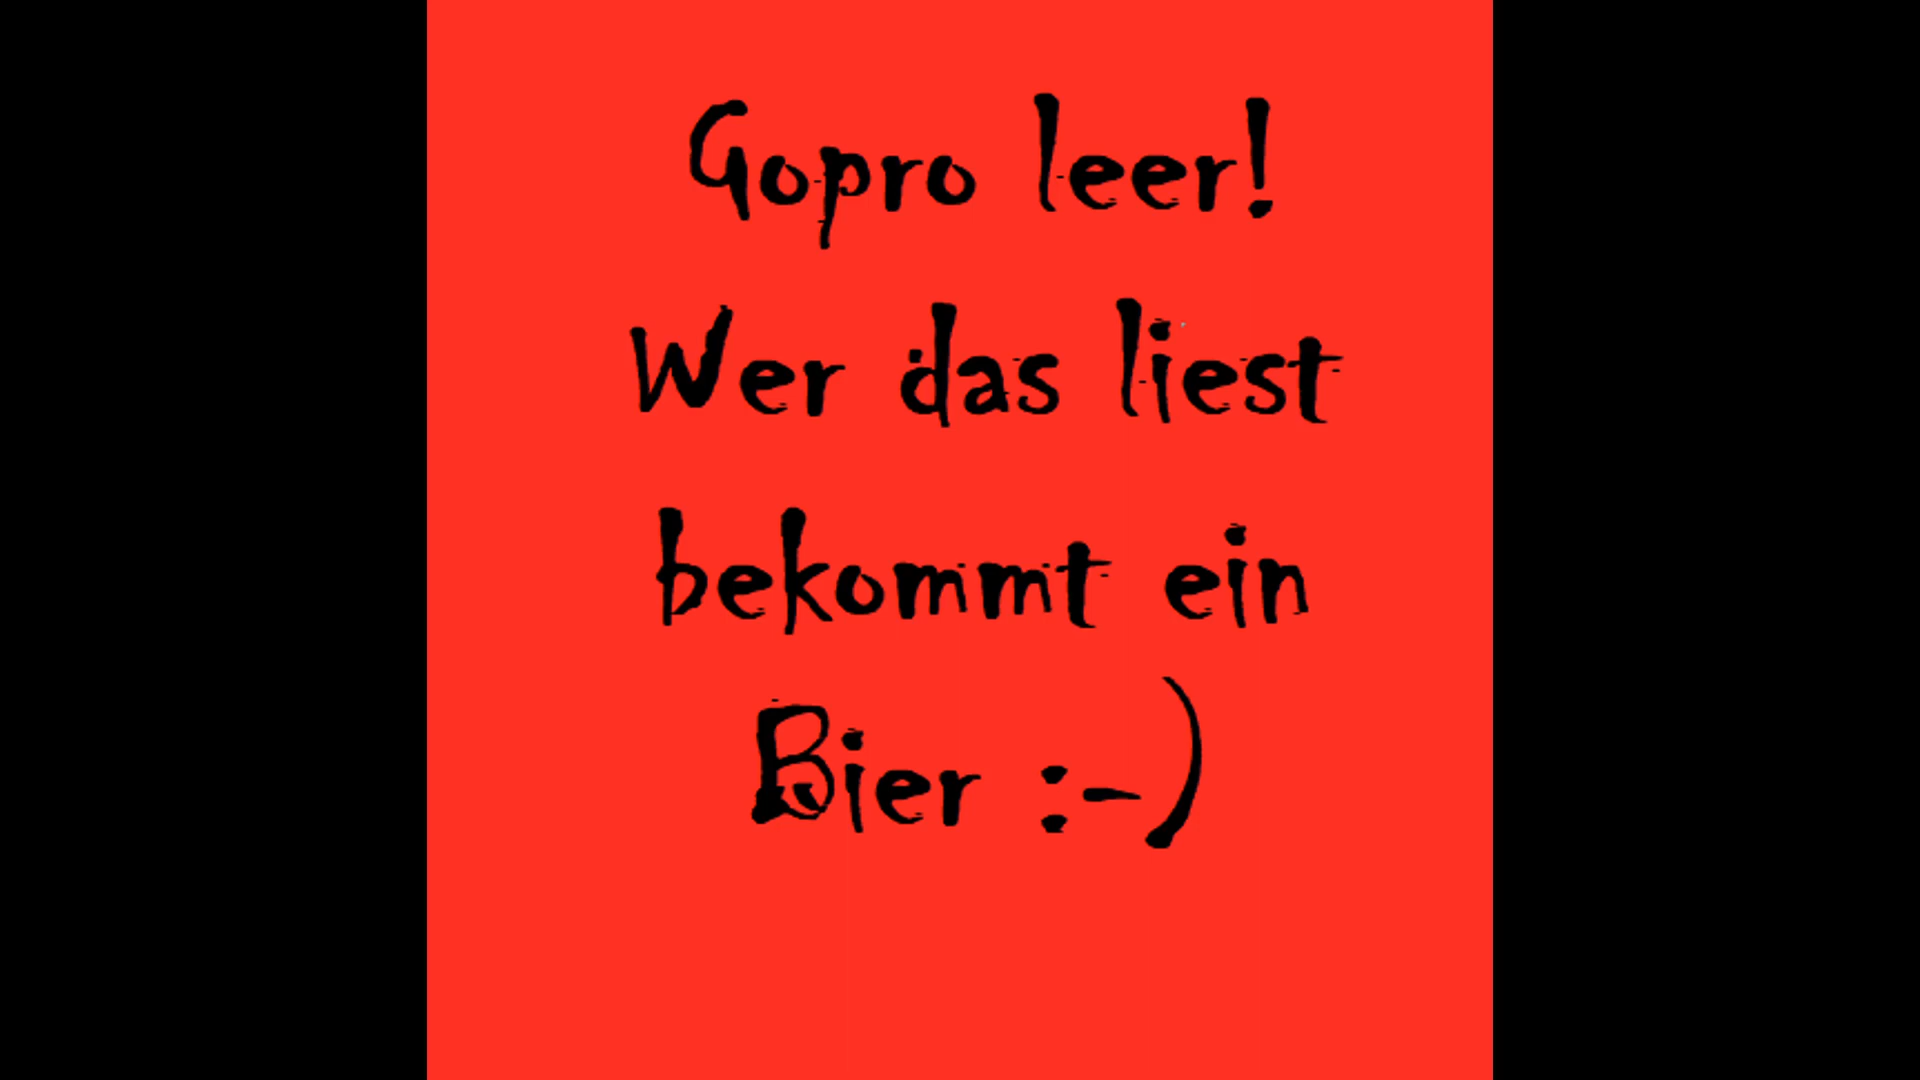 Gopro leer!
Wer das liest
bekommt ein
Bier :-)